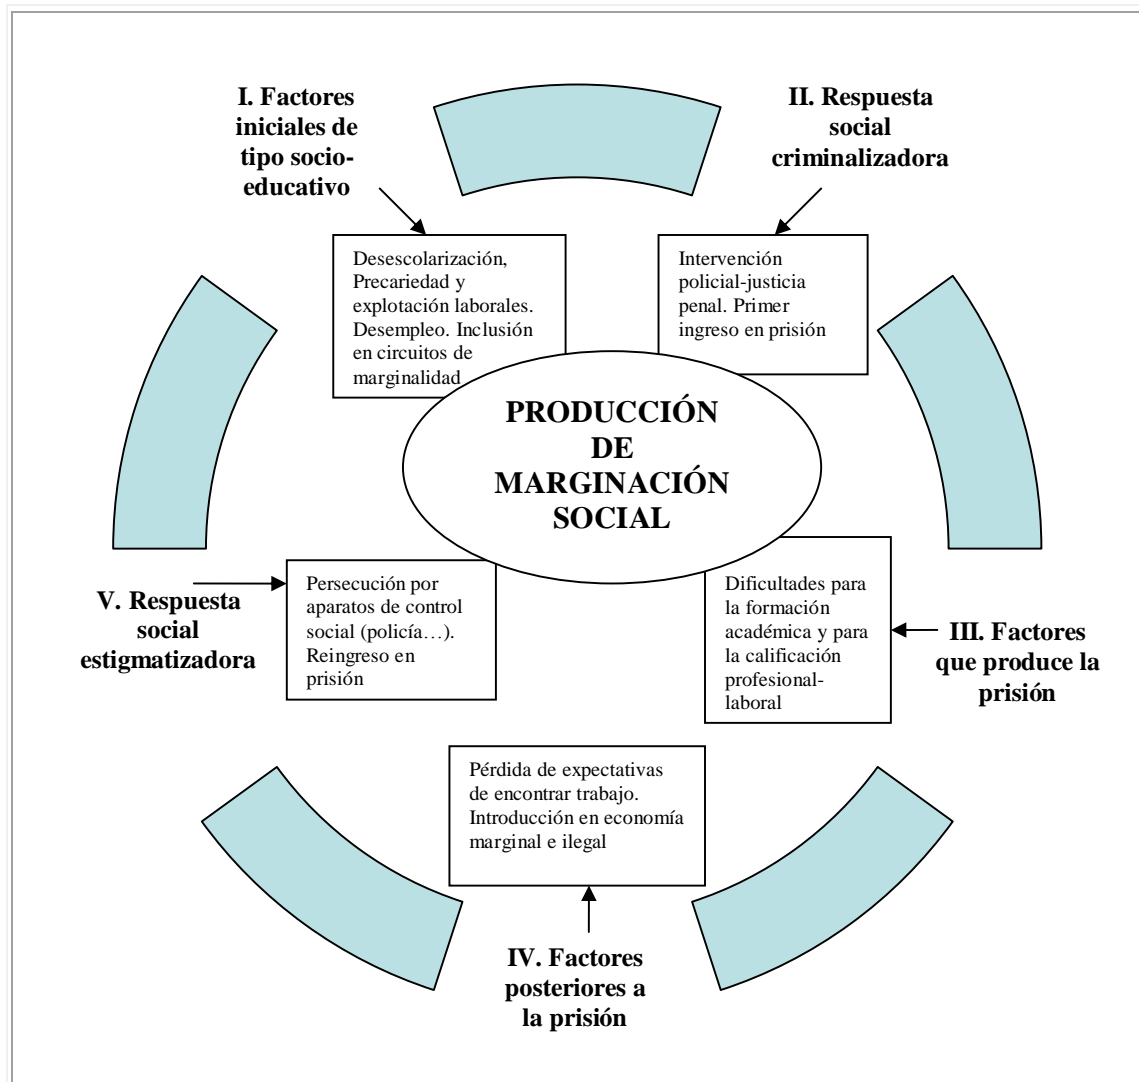 I. Factores
iniciales de
tipo socio-
educativo
II. Respuesta
social
criminalizadora
Desescolarización,
Precariedad y
explotación laborales.
Desempleo. Inclusión
en circuitos de
marginalidad
Intervención
policial-justicia
penal. Primer
ingreso en prisión
PRODUCCIÓN
DE
MARGINACIÓN
SOCIAL
V. Respuesta
social
estigmatizadora
Persecución por
aparatos de control
social (policía…).
Reingreso en
prisión
Dificultades para
la formación
académica y para
la calificación
profesional-
laboral
III. Factores
que produce la
prisión
Pérdida de expectativas
de encontrar trabajo.
Introducción en economía
marginal e ilegal
IV. Factores
posteriores a
la prisión